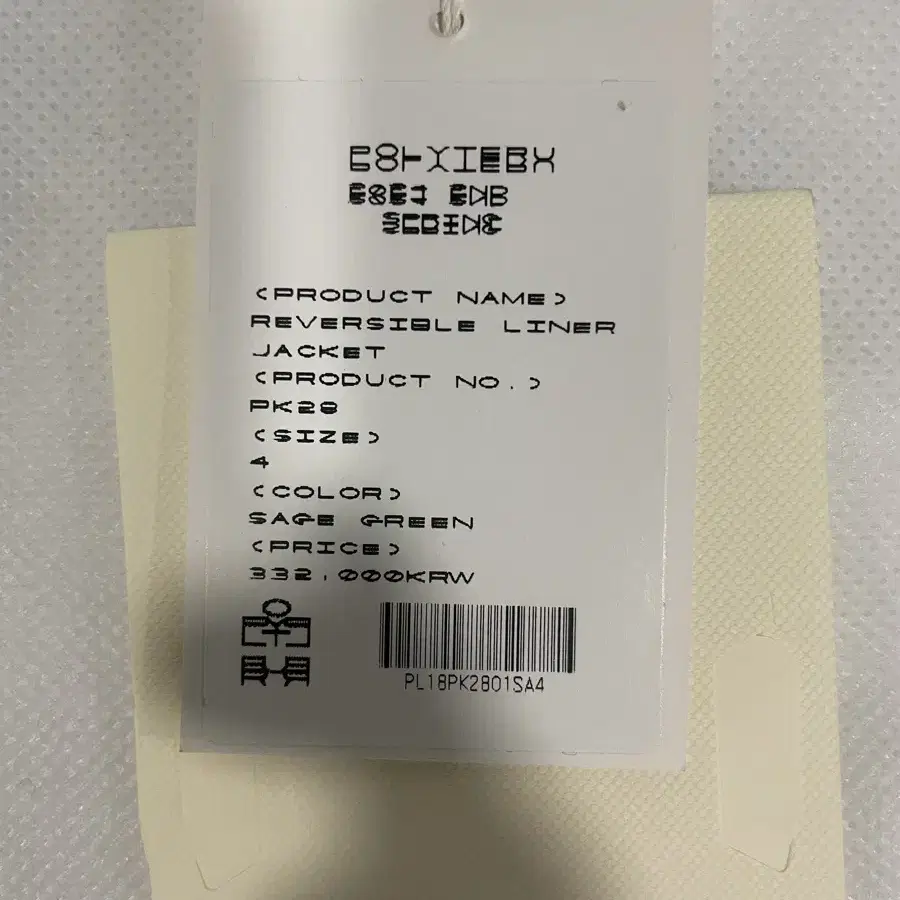 <PRODUCT NAME>
REVERSIBLE LINER
JACKET
<PRODUCT NO.>
PK28
<SIZE>
4
<COLOR>
SAGE GREEN
<PRICE>
332,000KRW
PL18PK2801SA4